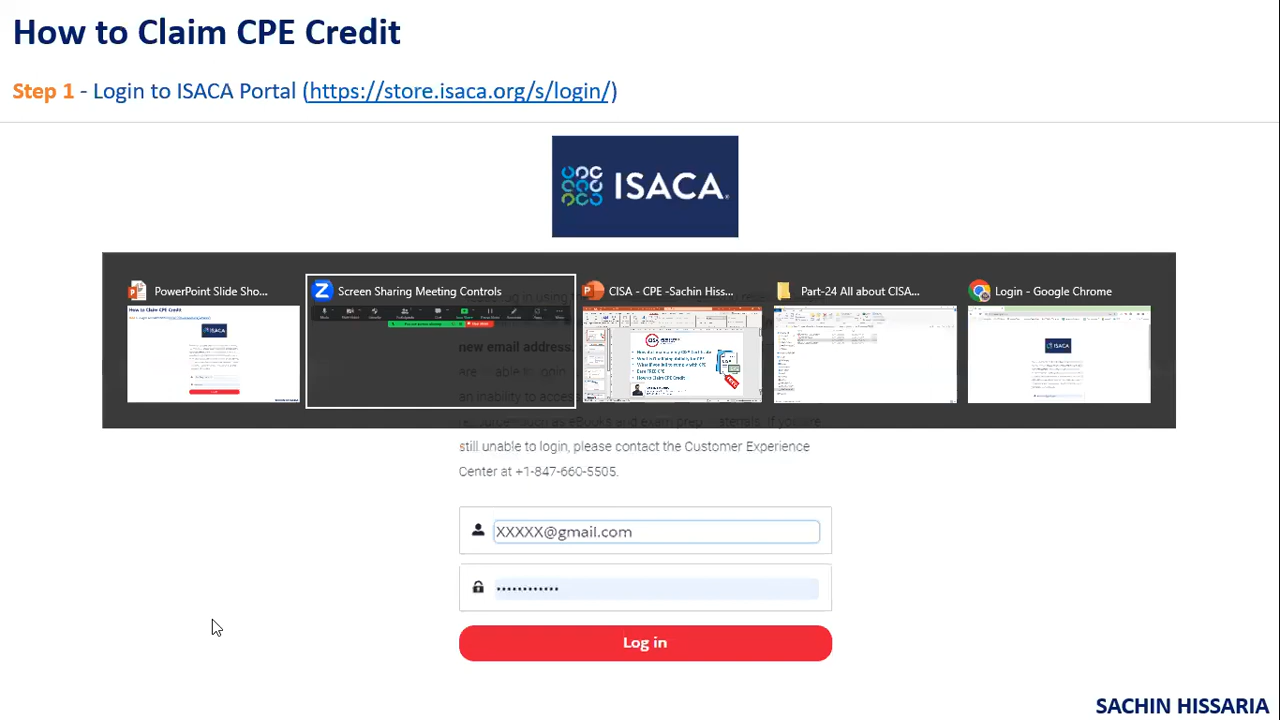 How to Claim CPE Credit
Step 1 - Login to ISACA Portal (https://store.isaca.org/s/login/)
ISACA.
PowerPoint Slide Sho...
Screen Sharing Meeting Controls
CISA - CPE -Sachin Hiss...
Part-24 All about CISA...
Login - Google Chrome
new email address.
still unable to login, please contact the Customer Experience
Center at +1-847-660-5505.
XXXXX@gmail.com
••••••••••••
Log in
SACHIN HISSARIA